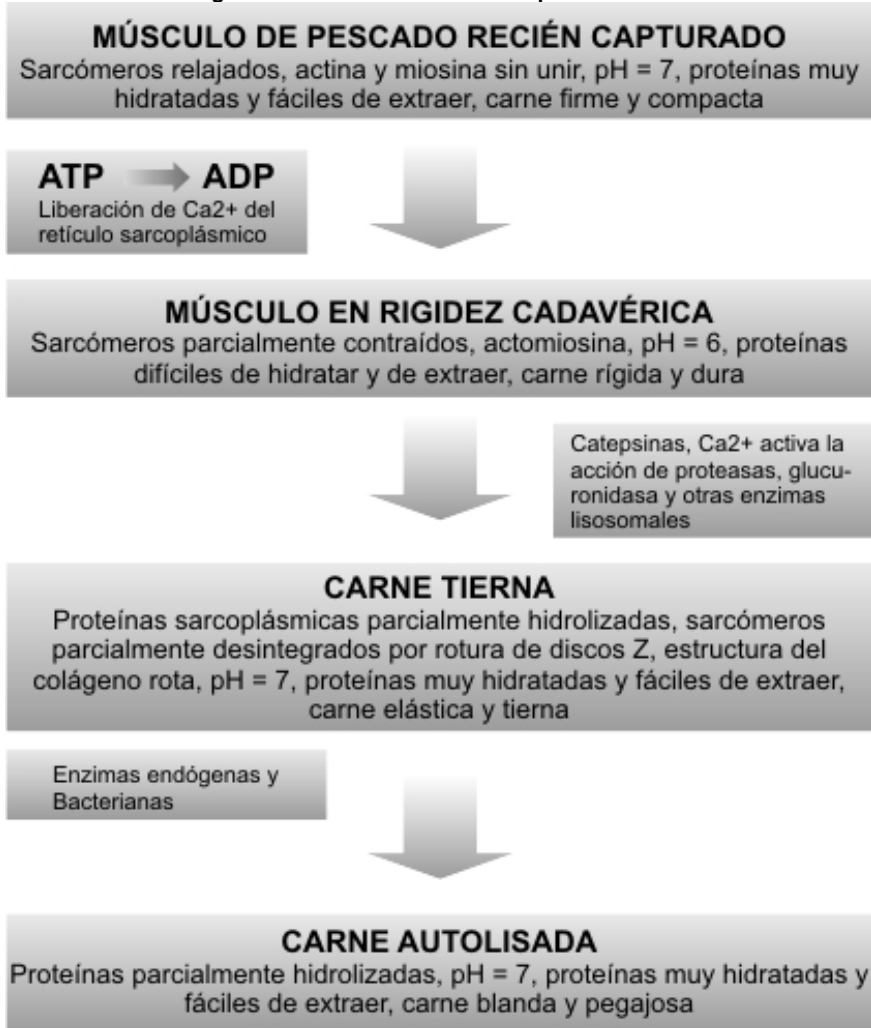 MÚSCULO DE PESCADO RECIÉN CAPTURADO
Sarcómeros relajados, actina y miosina sin unir, pH = 7, proteínas muy
hidratadas y fáciles de extraer, carne firme y compacta
ATP ADP
Liberación de Ca2+ del
retículo sarcoplásmico
MÚSCULO EN RIGIDEZ CADAVÉRICA
Sarcómeros parcialmente contraídos, actomiosina, pH = 6, proteínas
difíciles de hidratar y de extraer, carne rígida y dura
Catepsinas, Ca2+ activa la
acción de proteasas, glucu-
ronidasa y otras enzimas
lisosomales
CARNE TIERNA
Proteínas sarcoplásmicas parcialmente hidrolizadas, sarcómeros
parcialmente desintegrados por rotura de discos Z, estructura del
colágeno rota, pH = 7, proteínas muy hidratadas y fáciles de extraer,
carne elástica y tierna
Enzimas endógenas y
Bacterianas
CARNE AUTOLISADA
Proteínas parcialmente hidrolizadas, pH = 7, proteínas muy hidratadas y
fáciles de extraer, carne blanda y pegajosa